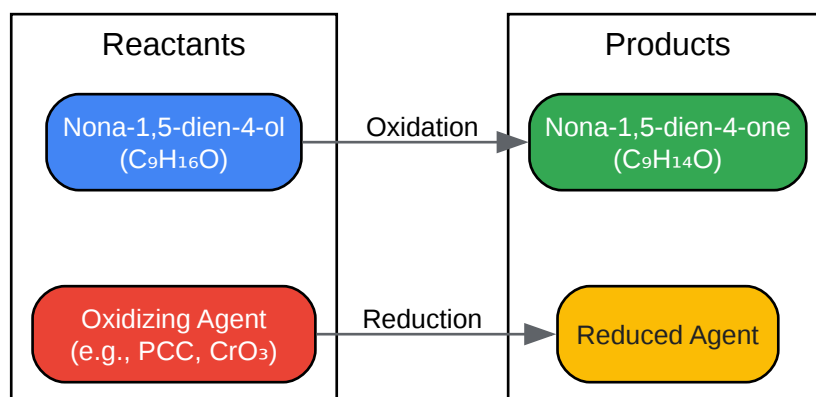 Reactants
Products
Nona-1,5-dien-4-ol
(C₉H₁₆O)
Oxidation
Nona-1,5-dien-4-one
(C₉H₁₄O)
Oxidizing Agent
(e.g., PCC, CrO₃)
Reduction
Reduced Agent